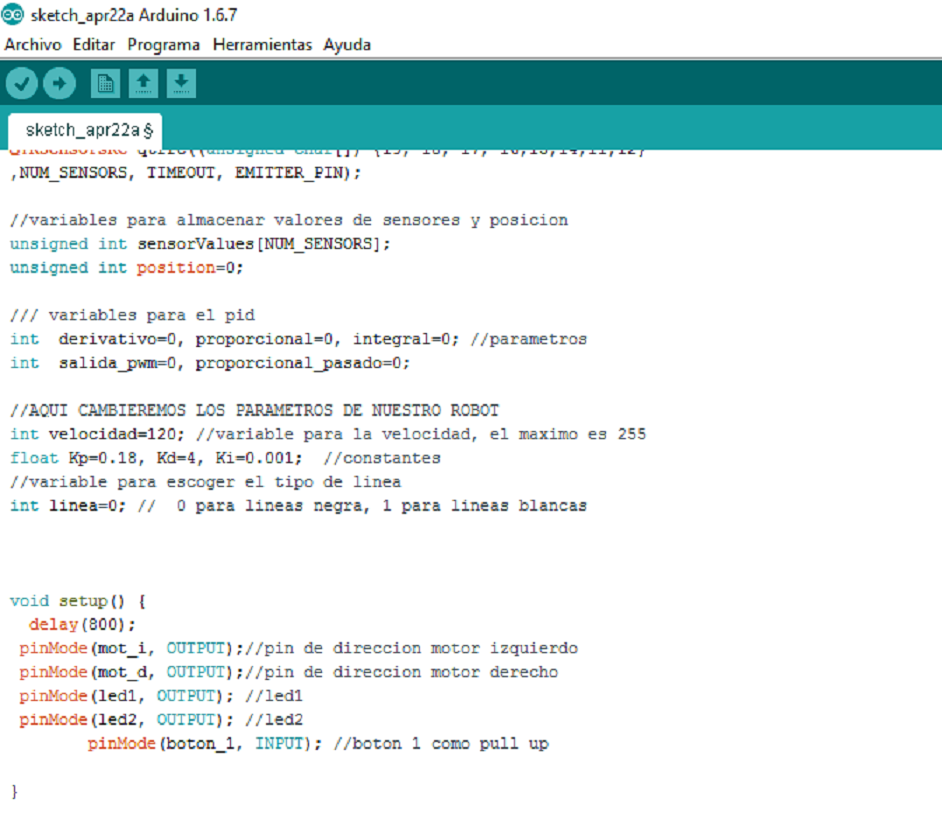 sketch_apr22a Arduino 1.6.7
Archivo Editar Programa Herramientas Ayuda
sketch_apr22a §
,NUM_SENSORS, TIMEOUT, EMITTER_PIN);
//variables para almacenar valores de sensores y posicion
unsigned int sensorValues[NUM_SENSORS];
unsigned int position=0;
/// variables para el pid
int  derivativo=0, proporcional=0, integral=0; //parametros
int  salida_pwm=0, proporcional_pasado=0;
//AQUI CAMBIEREMOS LOS PARAMETROS DE NUESTRO ROBOT
int velocidad=120; //variable para la velocidad, el maximo es 255
float Kp=0.18, Kd=4, Ki=0.001;  //constantes
//variable para escoger el tipo de linea
int linea=0; //  0 para lineas negra, 1 para lineas blancas
void setup() {
  delay(800);
 pinMode(mot_i, OUTPUT);//pin de direccion motor izquierdo
 pinMode(mot_d, OUTPUT);//pin de direccion motor derecho
 pinMode(led1, OUTPUT); //led1
 pinMode(led2, OUTPUT); //led2
        pinMode(boton_1, INPUT); //boton 1 como pull up
}